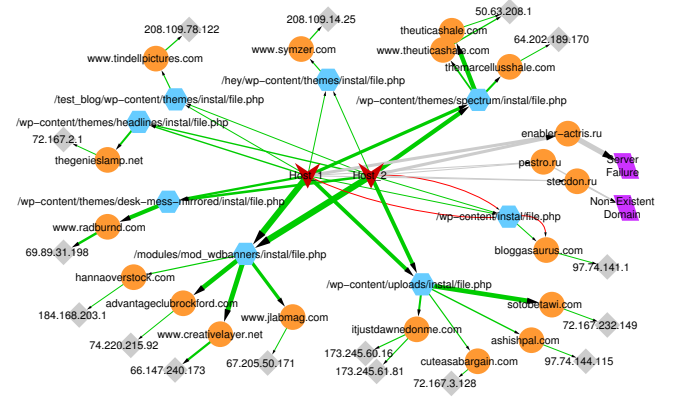 208.109.78.122
208.109.14.25
50.63.208.1
theuticashale.com
64.202.189.170
www.theuticashale.com
www.symzer.com
www.tindellpictures.com
themarcellusshale.com
/hey/wp-content/themes/instal/file.php
/test_blog/wp-content/themes/instal/file.php
/wp-content/themes/spectrum/instal/file.php
/wp-content/themes/headlines/instal/file.php
enabler-actris.ru
72.167.2.1
thegenieslamp.net
pestro.ru
Server
Failure
Host_1
Host_2
stecdon.ru
/wp-content/themes/desk-mess-mirrored/instal/file.php
Non-Existent
Domain
/wp-content/instal/file.php
www.radburnd.com
69.89.31.198
/modules/mod_wdbanners/instal/file.php
bloggasaurus.com
97.74.141.1
hannaoverstock.com
/wp-content/uploads/instal/file.php
advantageclubrockford.com
sotobetawi.com
184.168.203.1
www.jlabmag.com
72.167.232.149
www.creativelayer.net
itjustdawnedonme.com
ashishpal.com
74.220.215.92
173.245.60.16
67.205.50.171
cuteasabargain.com
97.74.144.115
66.147.240.173
173.245.61.81
72.167.3.128